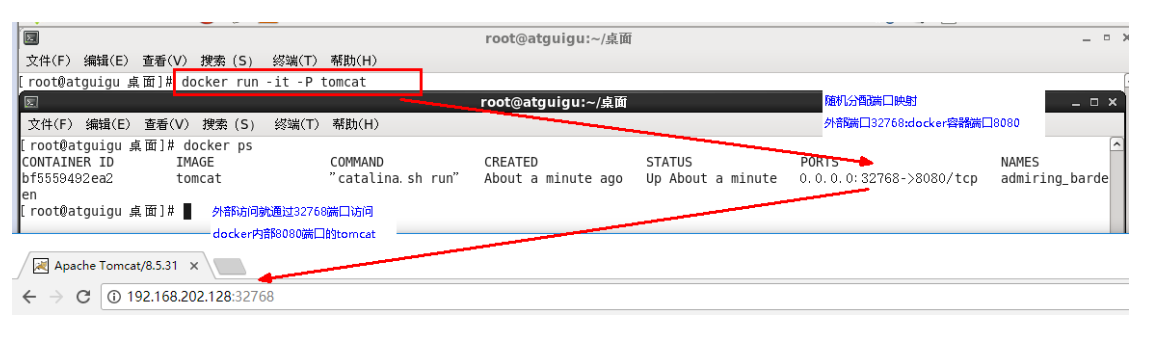 root@atguigu:~/桌面
文件(F) 编辑(E) 查看(V) 搜索 (S) 终端(T) 帮助(H)
[root@atguigu 桌面]# docker run -it -P tomcat
root@atguigu:~/桌面
随机分配端口映射
文件(F) 编辑(E) 查看(V) 搜索 (S) 终端(T) 帮助(H)
外部端口32768:docker容器端口8080
[root@atguigu 桌面]# docker ps
CONTAINER ID IMAGE COMMAND CREATED STATUS PORTS NAMES
bf5559492ea2 tomcat "catalina.sh run" About a minute ago Up About a minute 0.0.0.0:32768->8080/tcp admiring_barde
en
[root@atguigu 桌面]#
外部访问就通过32768端口访问
docker内部8080端口的tomcat
Apache Tomcat/8.5.31
192.168.202.128:32768